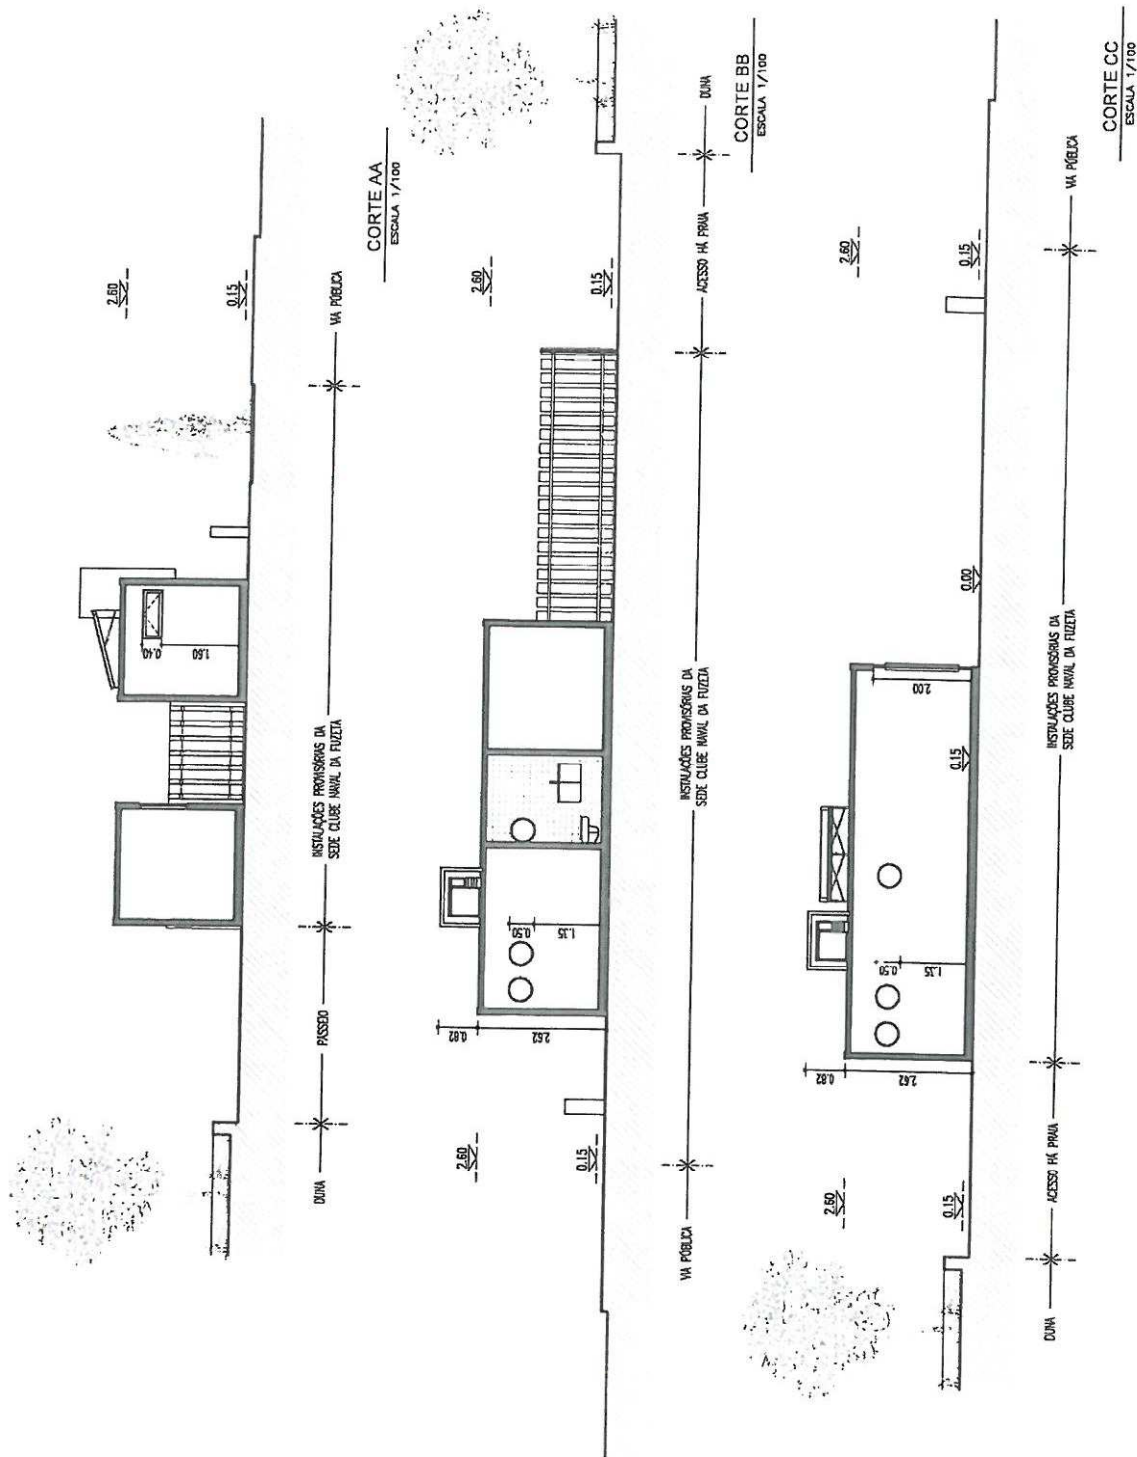 2.60
0.15
0.40
1.60
DUNA
PASSEIO
INSTALAÇÕES PROVISÓRIAS DA
SEDE CLUBE NAVAL DA FUZETA
VIA PÚBLICA
CORTE AA
ESCALA 1/100
2.60
0.15
0.82
2.62
0.50
1.35
2.60
0.15
VIA PÚBLICA
INSTALAÇÕES PROVISÓRIAS DA
SEDE CLUBE NAVAL DA FUZETA
ACESSO HÁ PRAIA
DUNA
CORTE BB
ESCALA 1/100
2.60
0.15
0.82
2.62
0.50
1.35
0.15
2.00
0.00
2.60
0.15
DUNA
ACESSO HÁ PRAIA
INSTALAÇÕES PROVISÓRIAS DA
SEDE CLUBE NAVAL DA FUZETA
VIA PÚBLICA
CORTE CC
ESCALA 1/100